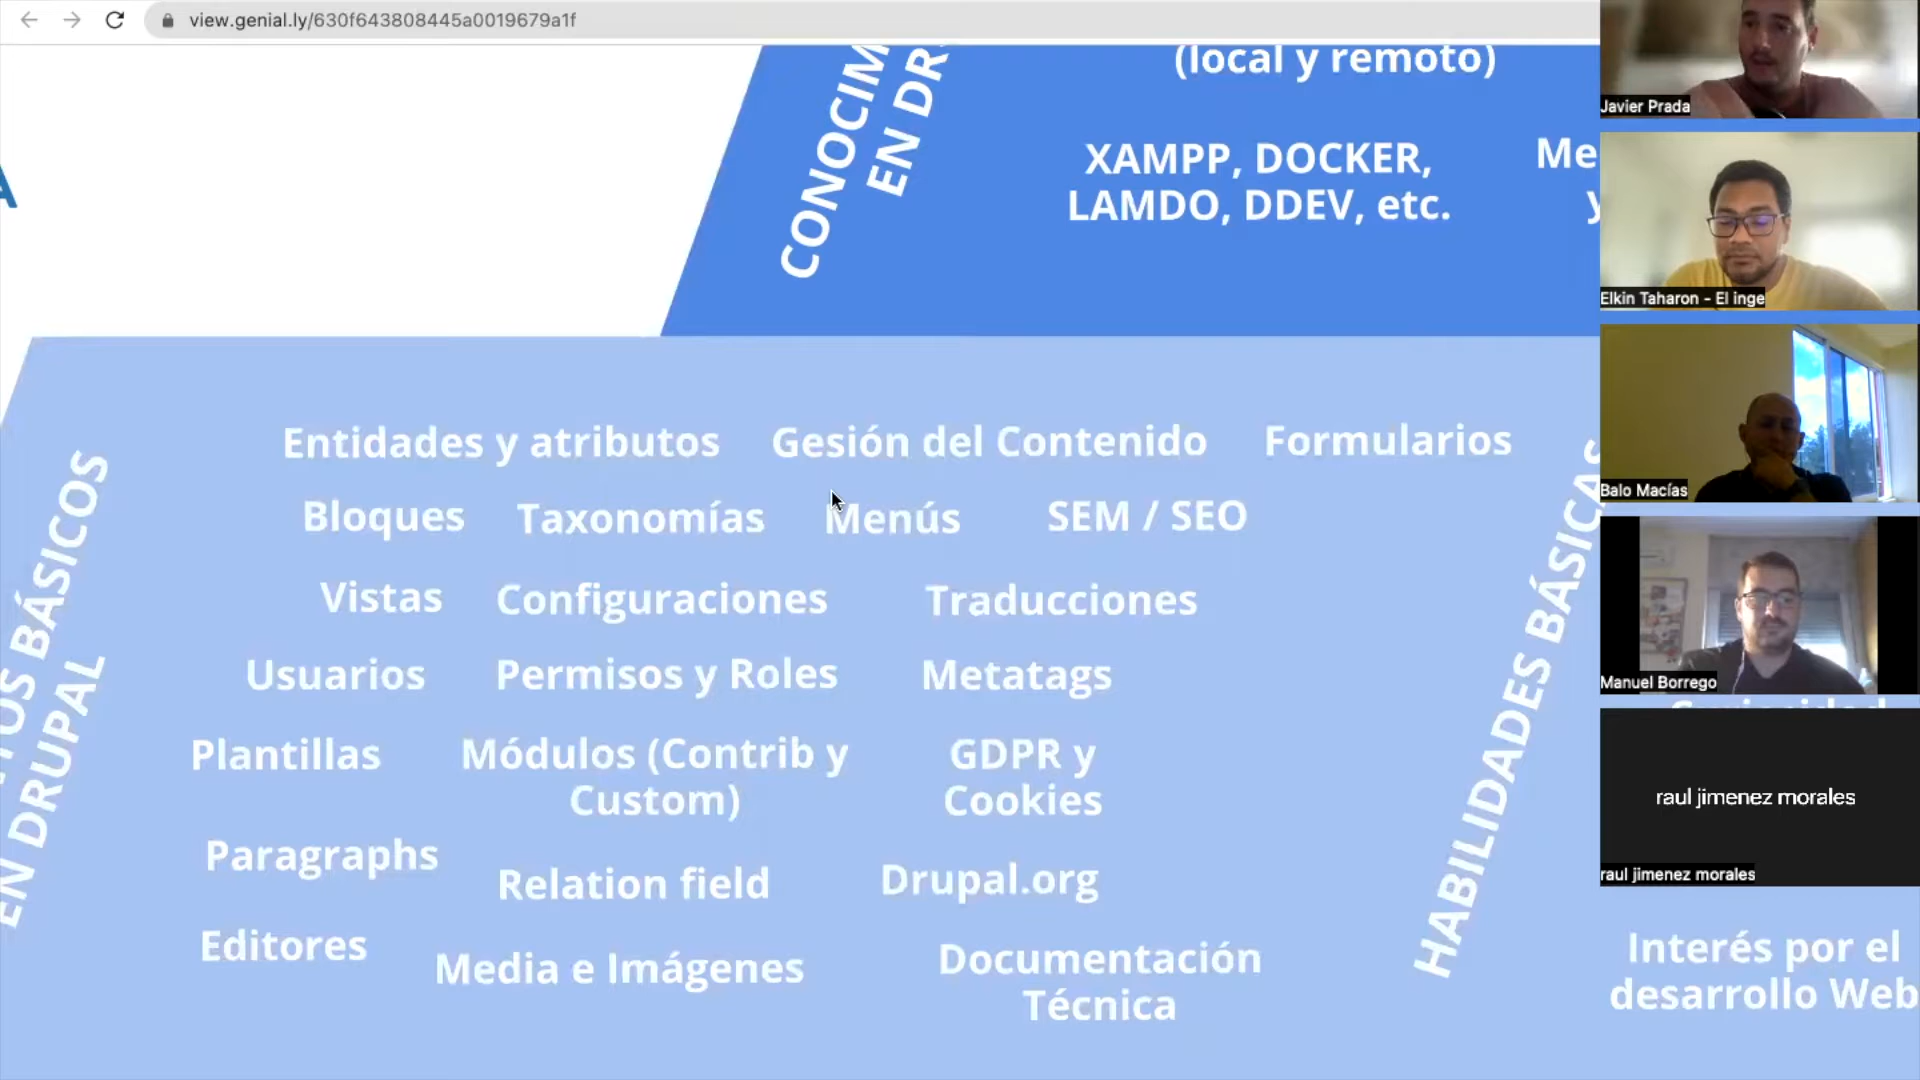 view.genial.ly/630f643808445a0019679a1f
A
CONOCIM
EN DR
(local y remoto)
XAMPP, DOCKER,
LAMDO, DDEV, etc.
Me
y
TOS BÁSICOS
EN DRUPAL
Entidades y atributos
Gesión del Contenido
Formularios
Bloques
Taxonomías
Menús
SEM / SEO
Vistas
Configuraciones
Traducciones
Usuarios
Permisos y Roles
Metatags
Plantillas
Módulos (Contrib y
Custom)
GDPR y
Cookies
Paragraphs
Relation field
Drupal.org
Editores
Media e Imágenes
Documentación
Técnica
HABILIDADES BÁSICAS
Interés por el
desarrollo Web
Javier Prada
Elkin Taharon - El inge
Balo Macías
Manuel Borrego
raul jimenez morales
raul jimenez morales